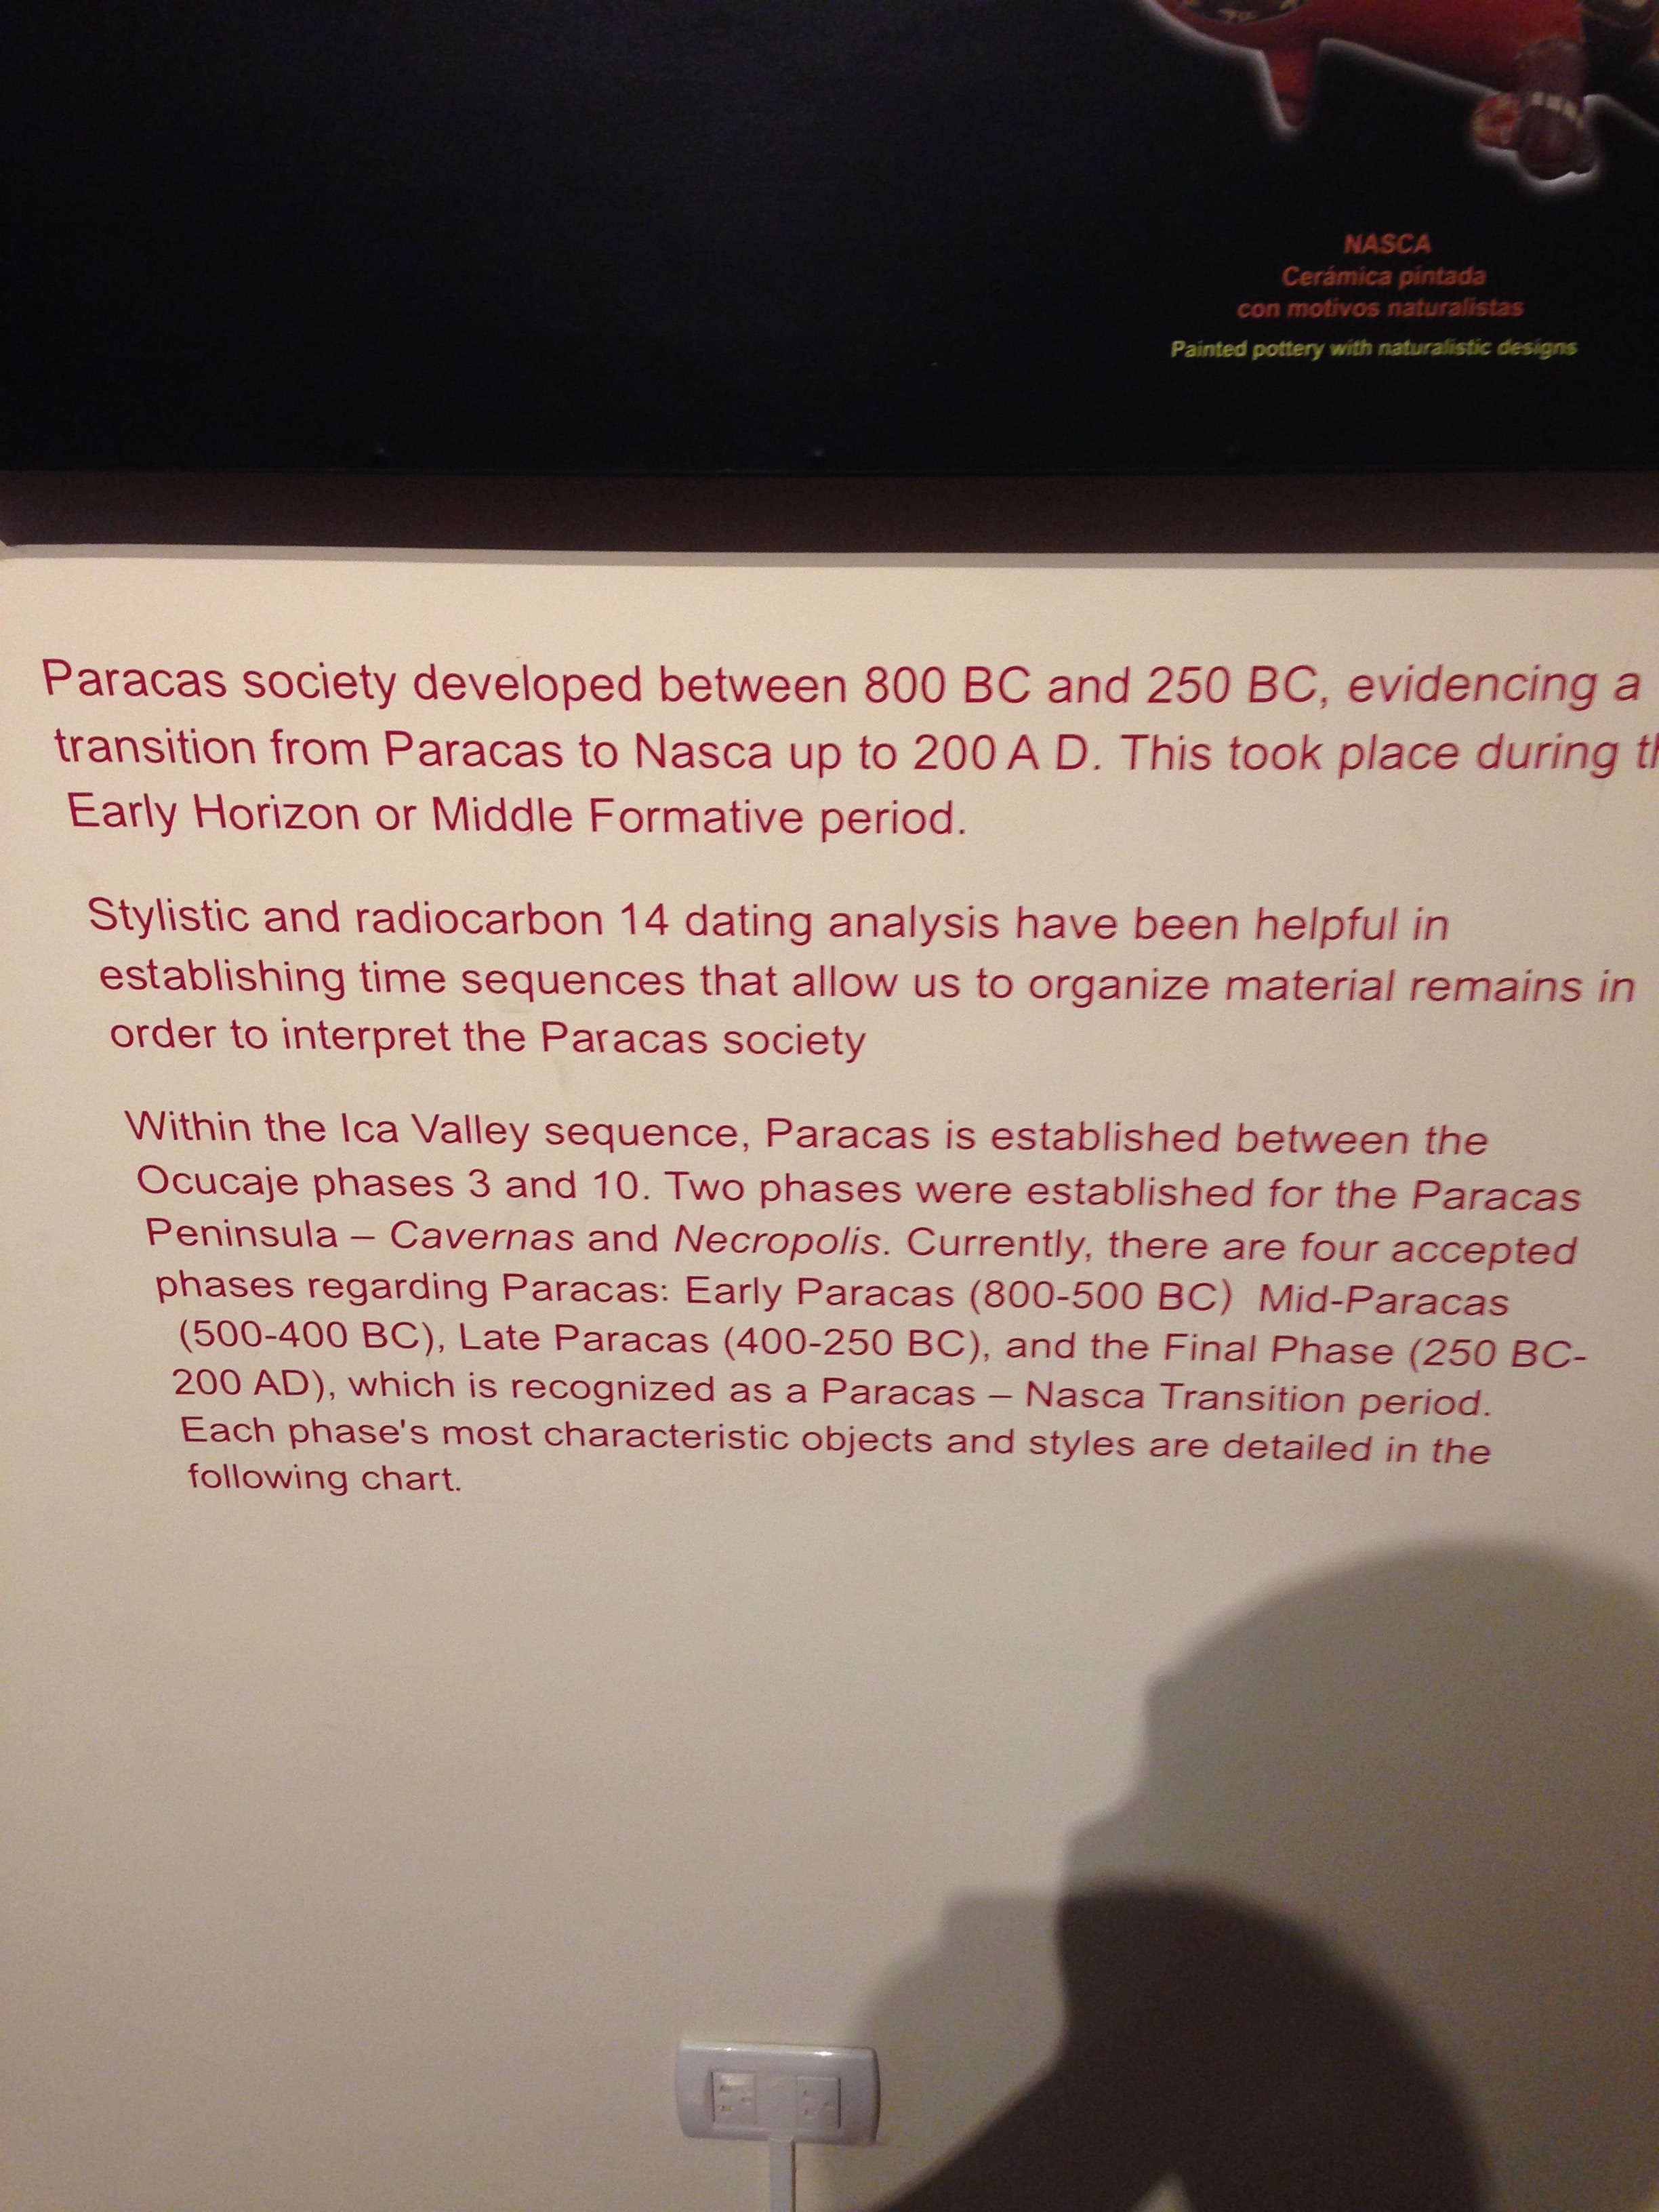 NASCA
Cerámica pintada
con motivos naturalistas
Painted pottery with naturalistic designs
Paracas society developed between 800 BC and 250 BC, evidencing a
transition from Paracas to Nasca up to 200 A D. This took place during
Early Horizon or Middle Formative period.
Stylistic and radiocarbon 14 dating analysis have been helpful in
establishing time sequences that allow us to organize material remains in
order to interpret the Paracas society
Within the Ica Valley sequence, Paracas is established between the
Ocucaje phases 3 and 10. Two phases were established for the Paracas
Peninsula – Cavernas and Necropolis. Currently, there are four accepted
phases regarding Paracas: Early Paracas (800-500 BC) Mid-Paracas
(500-400 BC), Late Paracas (400-250 BC), and the Final Phase (250 BC-
200 AD), which is recognized as a Paracas – Nasca Transition period.
Each phase's most characteristic objects and styles are detailed in the
following chart.